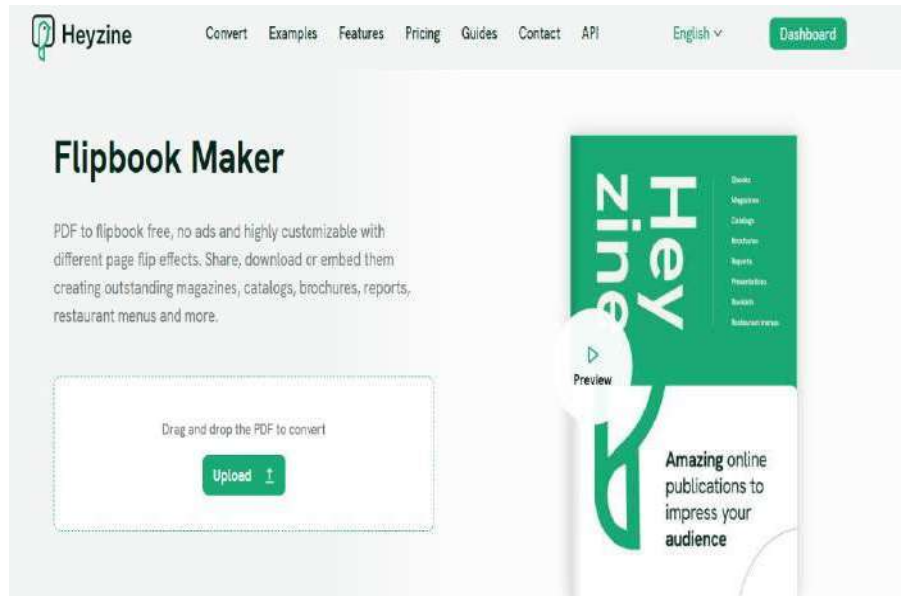 Heyzine
Convert Examples Features Pricing Guides Contact API
English
Dashboard
Flipbook Maker
PDF to flipbook free, no ads and highly customizable with
different page flip effects. Share, download or embed them
creating outstanding magazines, catalogs, brochures, reports,
restaurant menus and more.
Drag and drop the PDF to convert
Upload
Hey
zine
Ebooks
Magazines
Catalogs
Brochures
Reports
Presentations
Booklets
Restaurant menus
Preview
Amazing online
publications to
impress your
audience